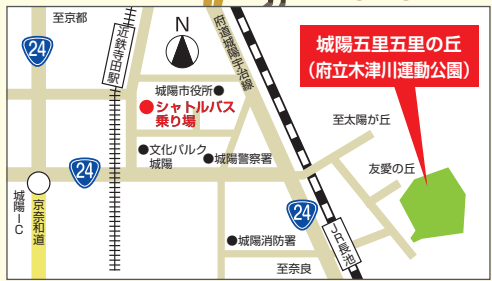 至京都
24
近鉄寺田駅
N
府道城陽宇治線
城陽五里五里の丘
(府立木津川運動公園)
城陽市役所
シャトルバス
乗り場
至太陽が丘
文化パルク
城陽
城陽警察署
友愛の丘
24
城陽IC
京奈和道
24
JR長池
城陽消防署
至奈良